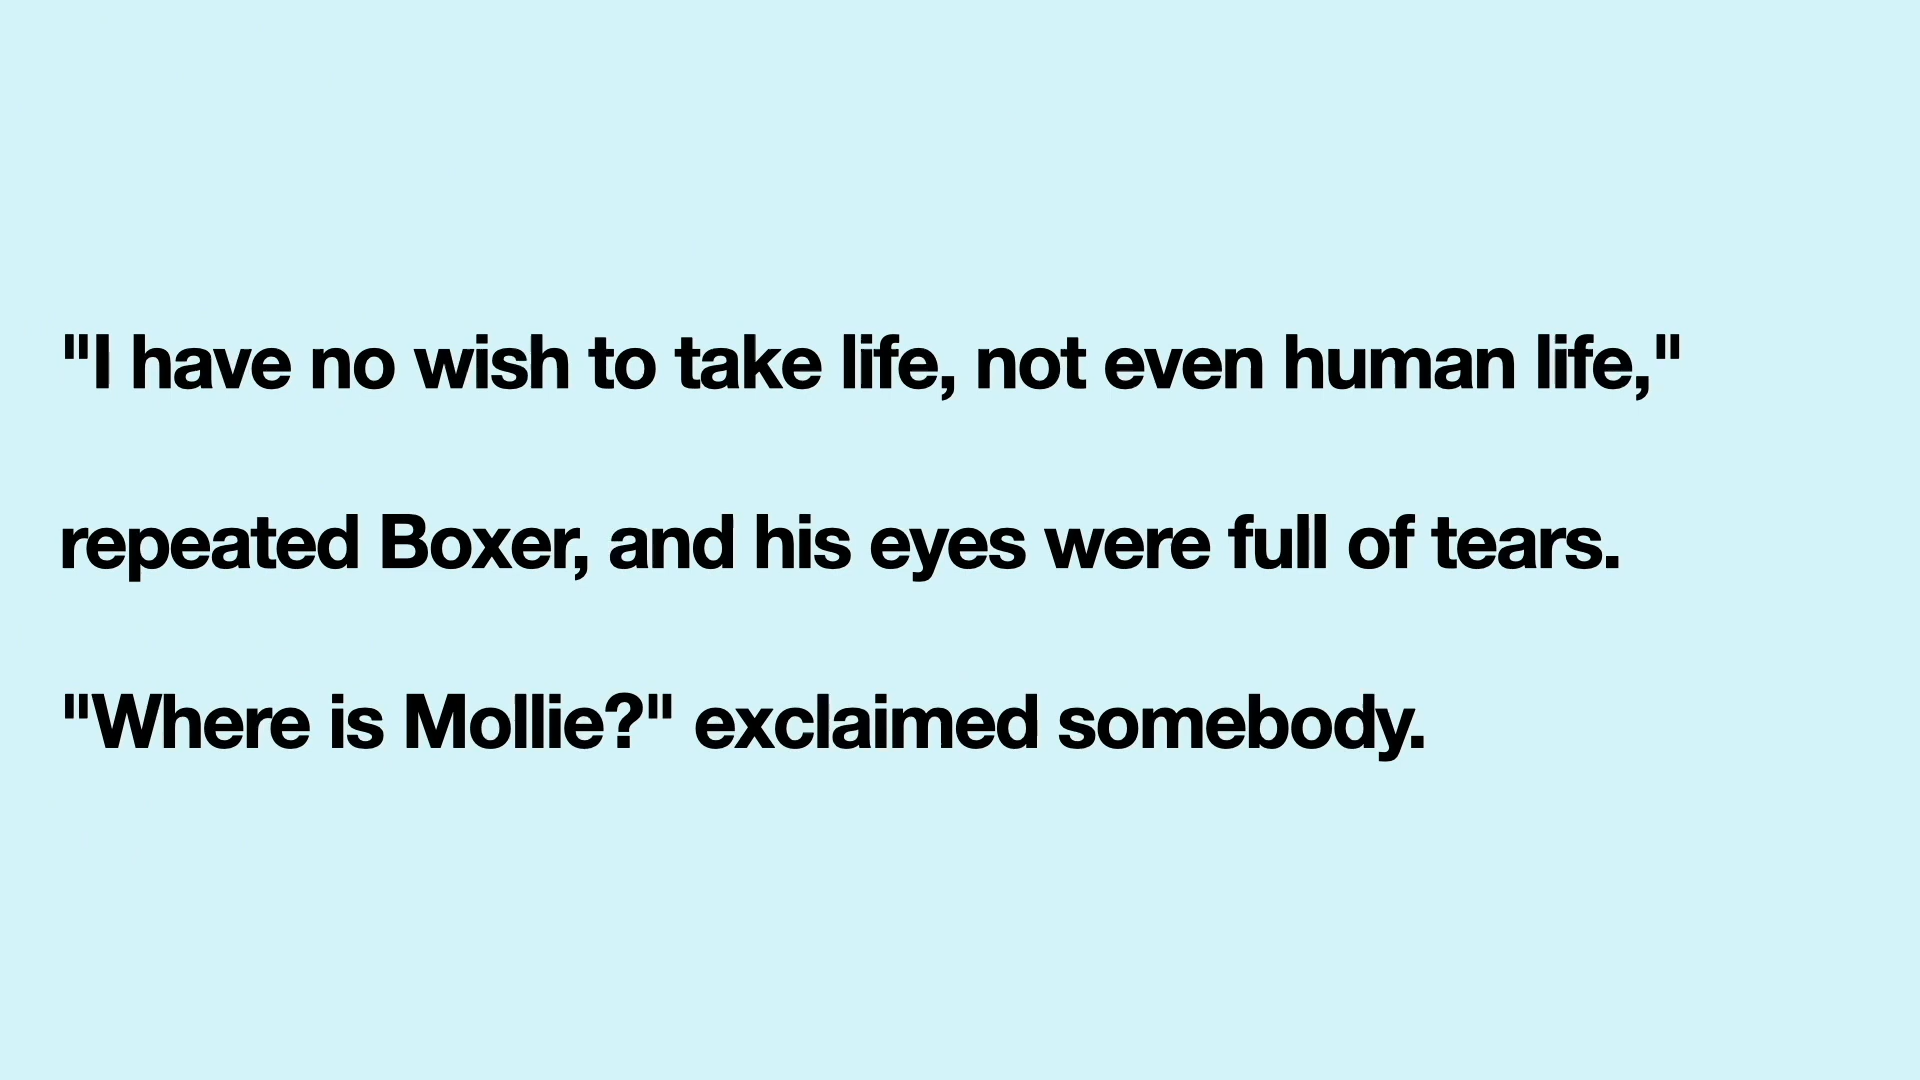 "I have no wish to take life, not even human life,"
repeated Boxer, and his eyes were full of tears.
"Where is Mollie?" exclaimed somebody.